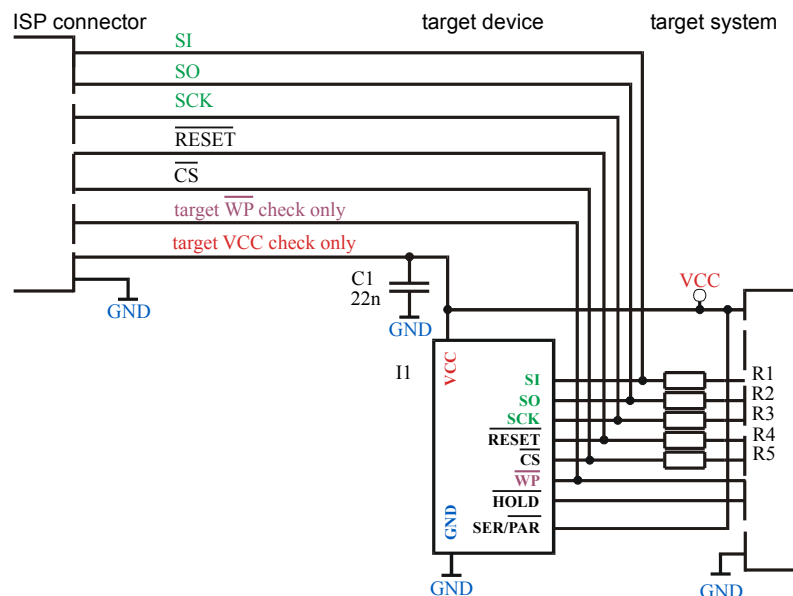 ISP connector
target device
target system
SI
SO
SCK
RESET
CS
target WP check only
target VCC check only
C1
22n
GND
GND
VCC
I1
VCC
GND
SI
SO
SCK
RESET
CS
WP
HOLD
SER/PAR
R1
R2
R3
R4
R5
GND
GND